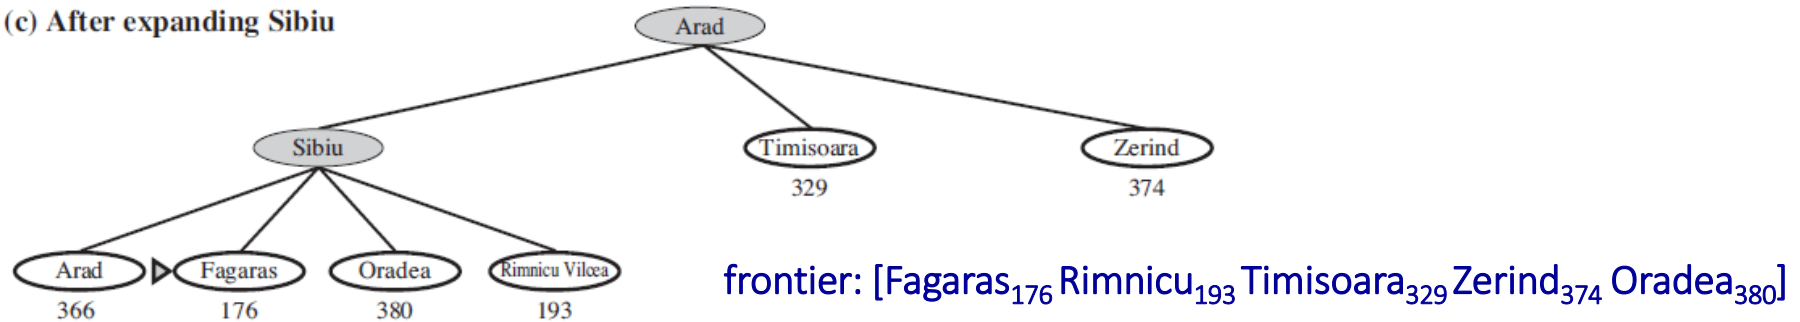 (c) After expanding Sibiu
Arad
Sibiu
Timisoara
Zerind
329
374
Arad
Fagaras
Oradea
Rimnicu Vilcea
366
176
380
193
frontier: [Fagaras176 Rimnicu193 Timisoara329 Zerind374 Oradea380]